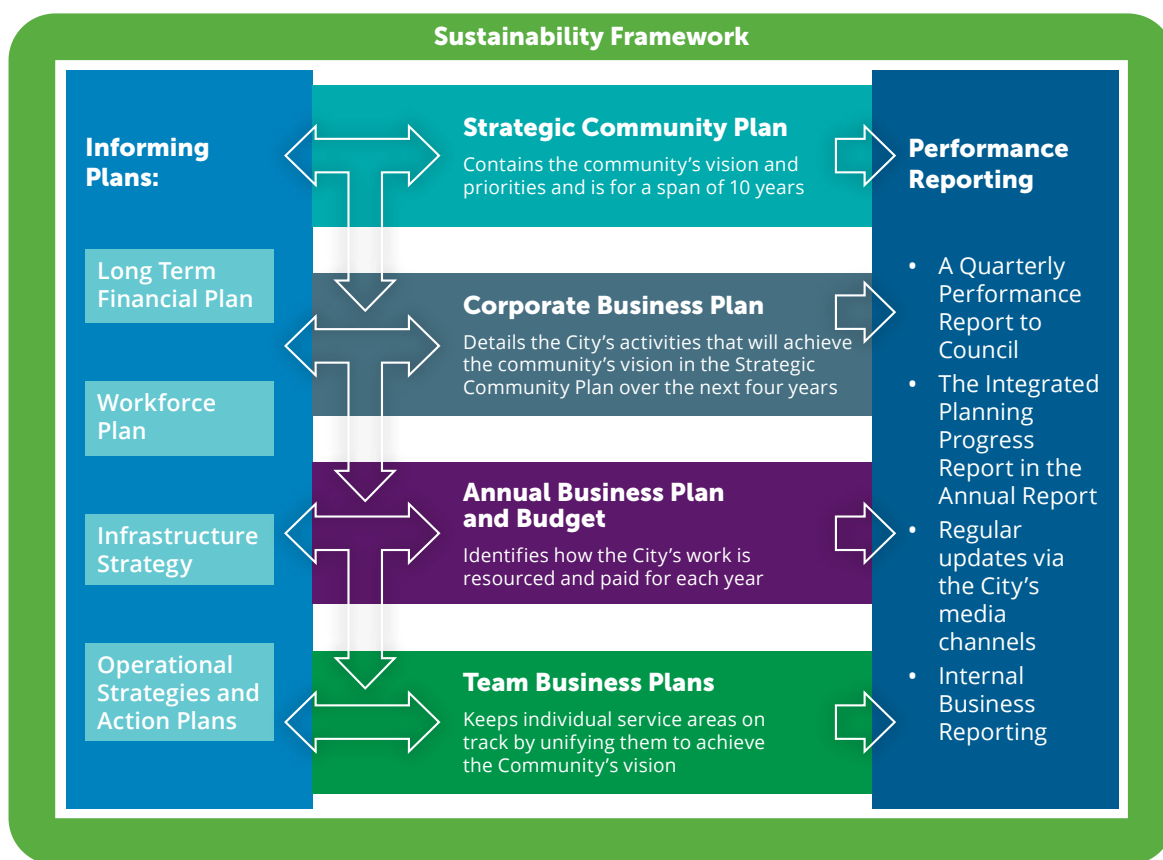 Sustainability Framework
Informing
Plans:
Long Term
Financial Plan
Workforce
Plan
Infrastructure
Strategy
Operational
Strategies and
Action Plans
Strategic Community Plan
Contains the community’s vision and
priorities and is for a span of 10 years
Corporate Business Plan
Details the City’s activities that will achieve
the community’s vision in the Strategic
Community Plan over the next four years
Annual Business Plan
and Budget
Identifies how the City’s work is
resourced and paid for each year
Team Business Plans
Keeps individual service areas on
track by unifying them to achieve
the Community’s vision
Performance
Reporting
• A Quarterly
Performance
Report to
Council
• The Integrated
Planning
Progress
Report in the
Annual Report
• Regular
updates via
the City’s
media
channels
• Internal
Business
Reporting